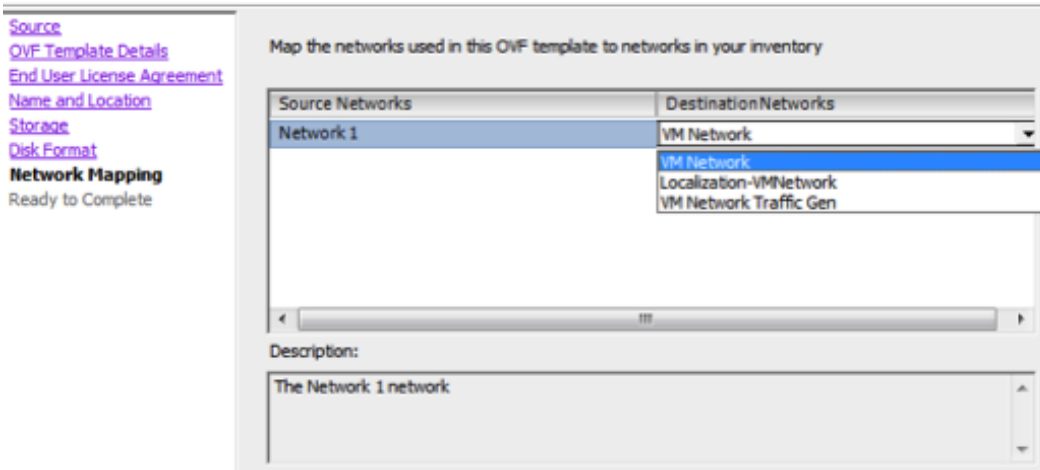 Source
OVF Template Details
End User License Agreement
Name and Location
Storage
Disk Format
Network Mapping
Ready to Complete
Map the networks used in this OVF template to networks in your inventory
Source Networks DestinationNetworks
Network 1 VM Network
VM Network
Localization-VMNetwork
VM Network Traffic Gen
Description:
The Network 1 network